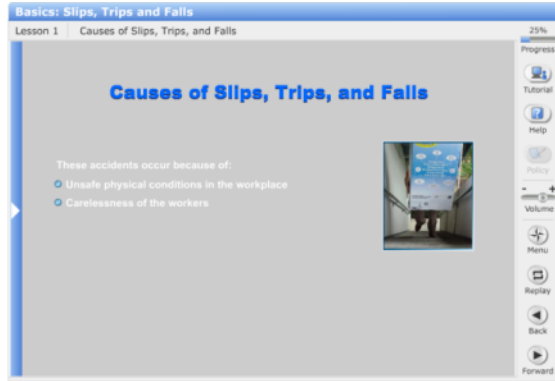 Basics: Slips, Trips and Falls
Lesson 1 Causes of Slips, Trips, and Falls
25%
Progress
Causes of Slips, Trips, and Falls
Tutorial
Help
These accidents occur because of:
Unsafe physical conditions in the workplace
Carelessness of the workers
Policy
- +
Volume
Menu
Replay
Back
Forward